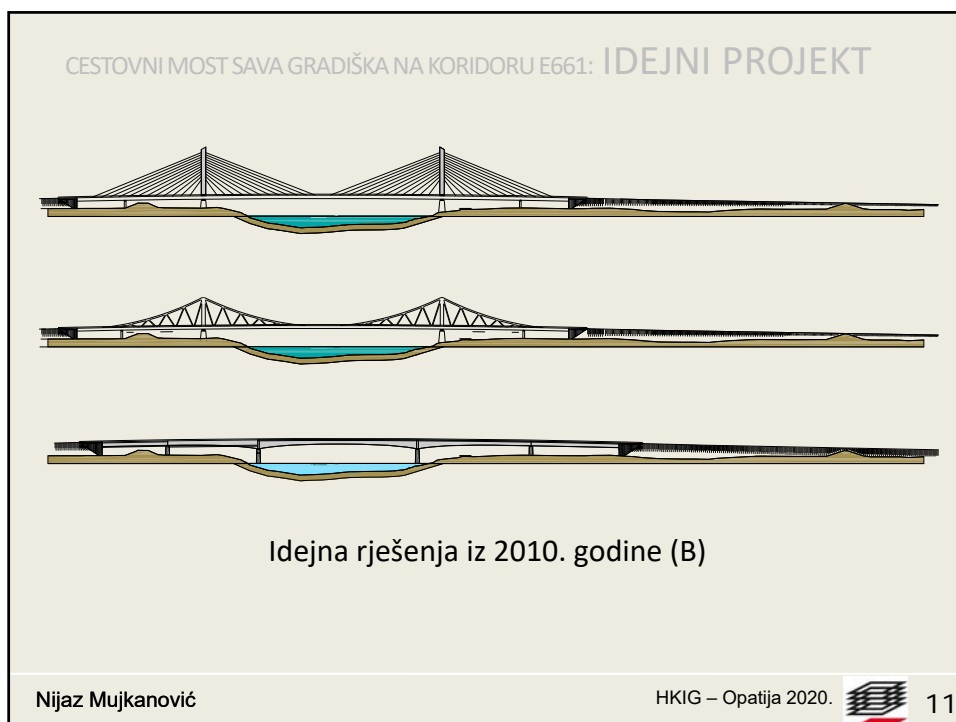 CESTOVNI MOST SAVA GRADIŠKA NA KORIDORU E661: IDEJNI PROJEKT
Idejna rješenja iz 2010. godine (B)
Nijaz Mujkanović
HKIG – Opatija 2020.
11